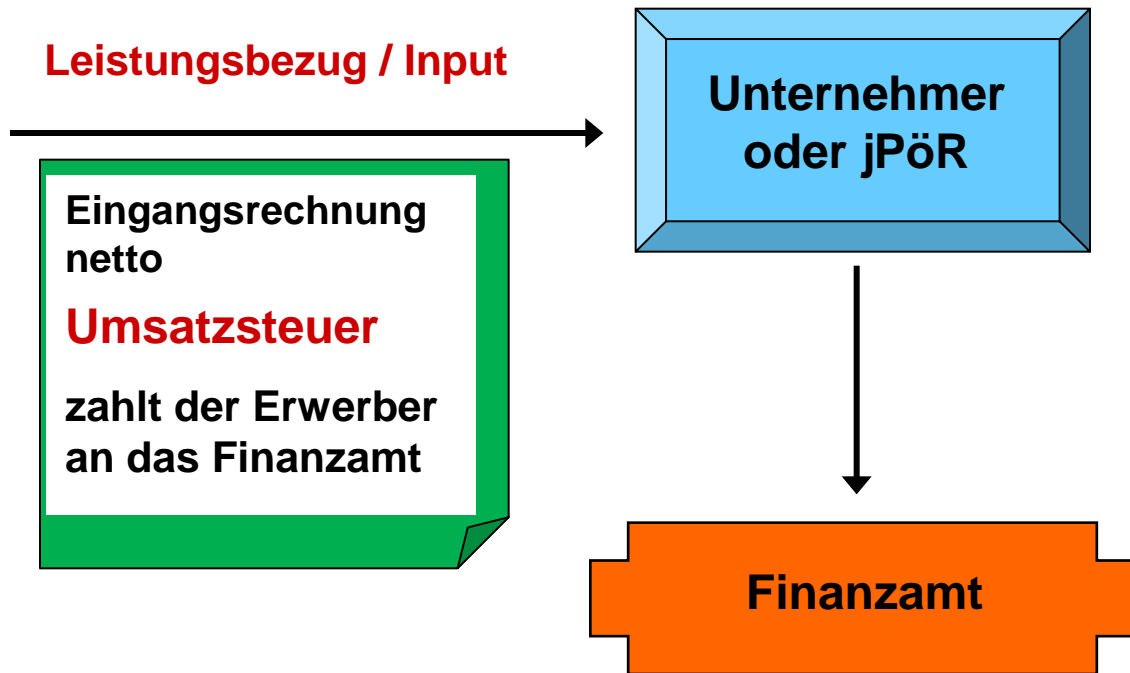 Leistungsbezug / Input
Unternehmer
oder jPöR
Eingangsrechnung
netto
Umsatzsteuer
zahlt der Erwerber
an das Finanzamt
Finanzamt